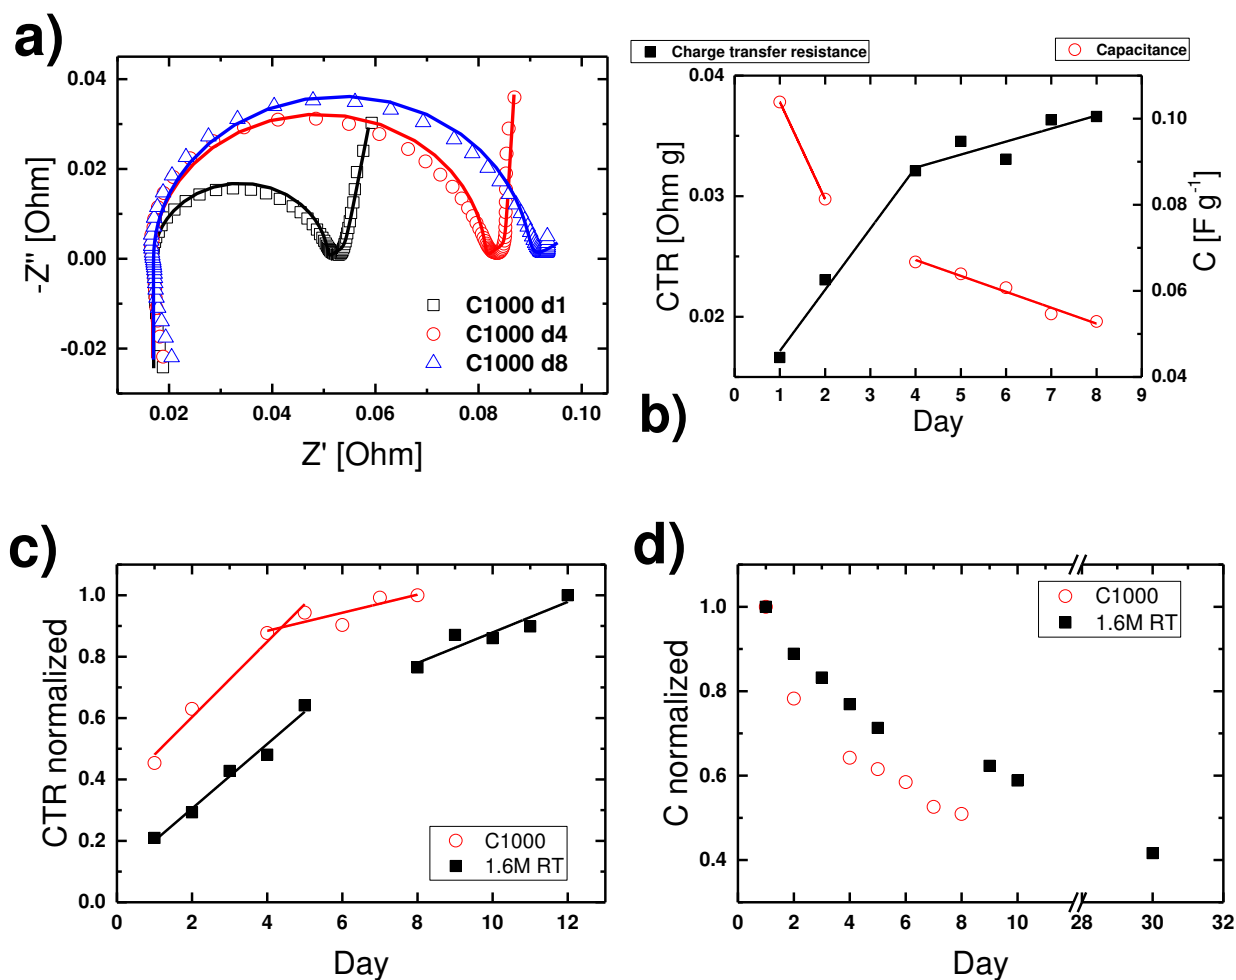 a)
-Z" [Ohm]
0.04
0.02
0.00
-0.02
0.02 0.04 0.06 0.08 0.10
Z' [Ohm]
C1000 d1
C1000 d4
C1000 d8
Charge transfer resistance
Capacitance
CTR [Ohm g]
0.04
0.03
0.02
0 1 2 3 4 5 6 7 8 9
Day
0.10
0.08
0.06
0.04
C [F g-1]
b)
c)
CTR normalized
1.0
0.8
0.6
0.4
0.2
0.0
0 2 4 6 8 10 12
Day
C1000
1.6M RT
d)
C normalized
1.0
0.8
0.6
0.4
0 2 4 6 8 10 28 30 32
Day
C1000
1.6M RT